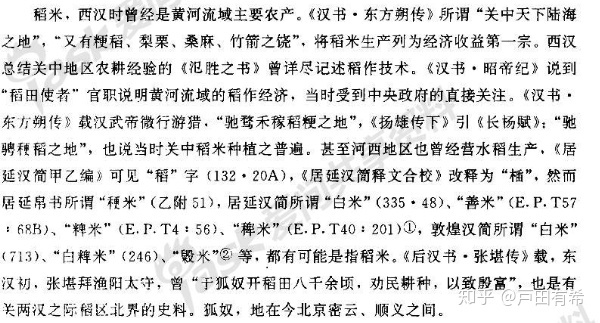 稻米，西汉时曾经是黄河流域主要农产。《汉书·东方朔传》所谓“关中天下陆海
之地”，“又有粳稻、梨栗、桑麻、竹箭之饶”，将稻米生产列为经济收益第一宗。西汉
总结关中地区农耕经验的《氾胜之书》曾详尽记述稻作技术。《汉书·昭帝纪》说到
“稻田使者”官职说明黄河流域的稻作经济，当时受到中央政府的直接关注。《汉书·
东方朔传》载汉武帝微行游猎，“驰骛禾稼稻粳之地”，《扬雄传下》引《长杨赋》：“驰
骋稉稻之地”，也说当时关中稻米种植之普遍。甚至河西地区也曾经营水稻生产，《居
延汉简甲乙编》可见“稻”字（132·20A），《居延汉简释文合校》改释为“桶”，然而
居延帛书所谓“稉米”（乙附51），居延汉简所谓“白米”（335·48）、“善米”（E.P.T57
：68B）、“粺米”（E.P.T4：56）、“稗米”（E.P.T40：201）①，敦煌汉简所谓“白米”
（713）、“白粺米”（246）、“毇米”②等，都有可能是指稻米。《后汉书·张堪传》载，东
汉初，张堪拜渔阳太守，曾“于狐奴开稻田八千余顷，劝民耕种，以致殷富”，也是有
关两汉之际稻区北界的史料。狐奴，地在今北京密云、顺义之间。
知乎 @户田有希